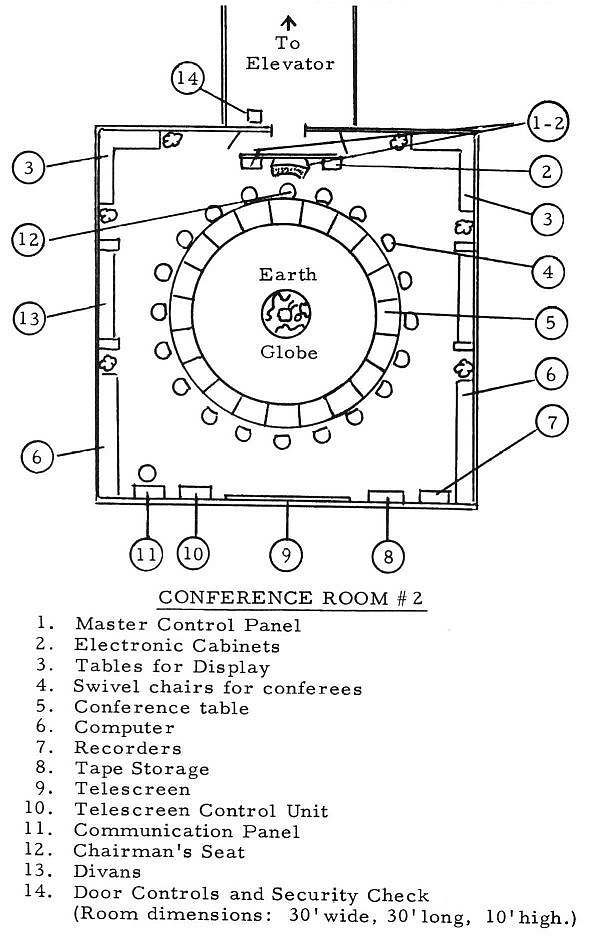 To
Elevator
14
1-2
3
2
3
12
4
Earth
13
5
Globe
6
6
7
11
10
9
8
CONFERENCE ROOM #2
1. Master Control Panel
2. Electronic Cabinets
3. Tables for Display
4. Swivel chairs for conferees
5. Conference table
6. Computer
7. Recorders
8. Tape Storage
9. Telescreen
10. Telescreen Control Unit
11. Communication Panel
12. Chairman's Seat
13. Divans
14. Door Controls and Security Check
(Room dimensions: 30' wide, 30' long, 10' high.)